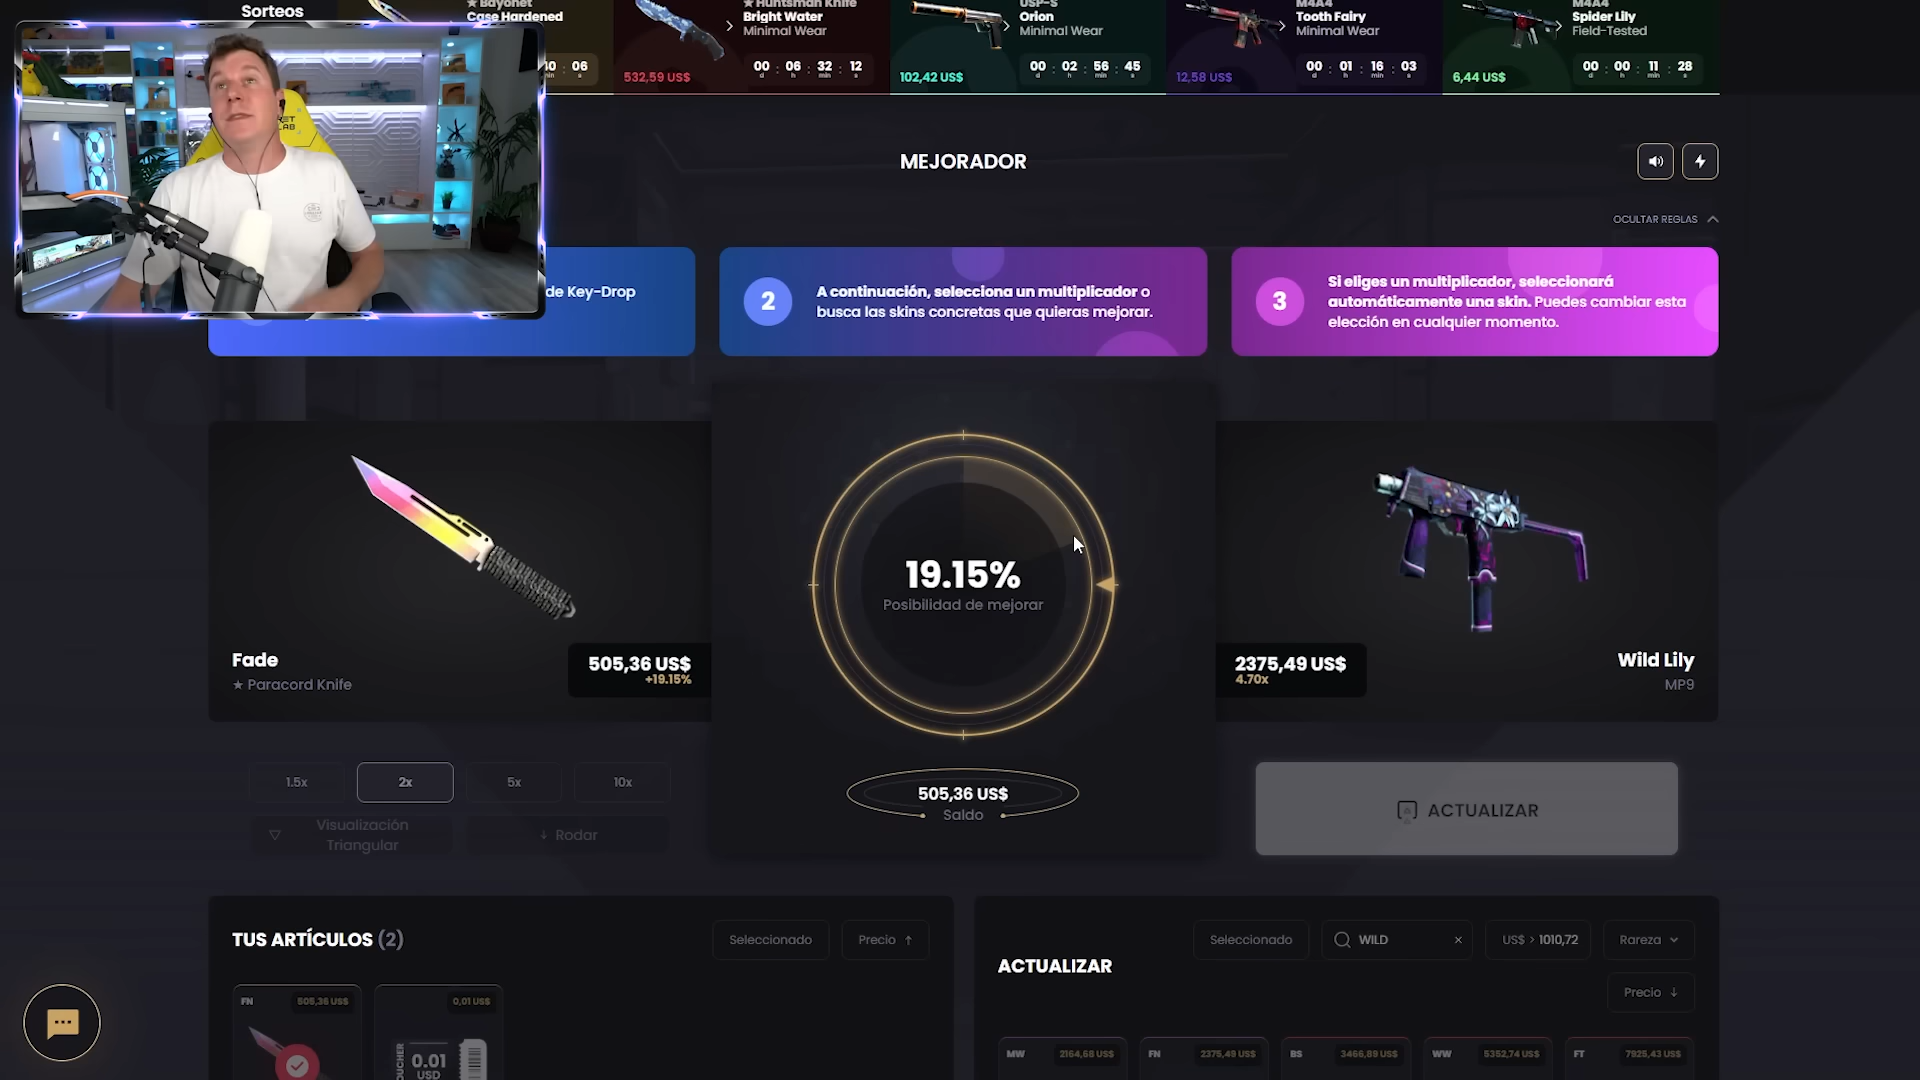 Sorteos
★ Bayonet
Case Hardened
40 : 06
min s
★ Huntsman Knife
Bright Water
Minimal Wear
532,59 US$
00 : 06 : 32 : 12
d h min s
USP-S
Orion
Minimal Wear
102,42 US$
00 : 02 : 56 : 45
d h min s
M4A4
Tooth Fairy
Minimal Wear
12,58 US$
00 : 01 : 16 : 03
d h min s
M4A4
Spider Lily
Field-Tested
6,44 US$
00 : 00 : 11 : 28
d h min s
MEJORADOR
OCULTAR REGLAS
de Key-Drop
2
A continuación, selecciona un multiplicador o
busca las skins concretas que quieras mejorar.
3
Si eliges un multiplicador, seleccionará
automáticamente una skin. Puedes cambiar esta
elección en cualquier momento.
19.15%
Posibilidad de mejorar
Fade
★ Paracord Knife
505,36 US$
+19.15%
2375,49 US$
4.70x
Wild Lily
MP9
1.5x
2x
5x
10x
Visualización
Triangular
Rodar
505,36 US$
Saldo
ACTUALIZAR
TUS ARTÍCULOS (2)
Seleccionado
Precio
FN
505,36 US$
0,01 US$
0.01
USD
ACTUALIZAR
Seleccionado
WILD
US$ > 1010,72
Rareza
Precio
MW
2164,68 US$
FN
2375,49 US$
BS
3466,89 US$
WW
5352,74 US$
FT
7925,43 US$